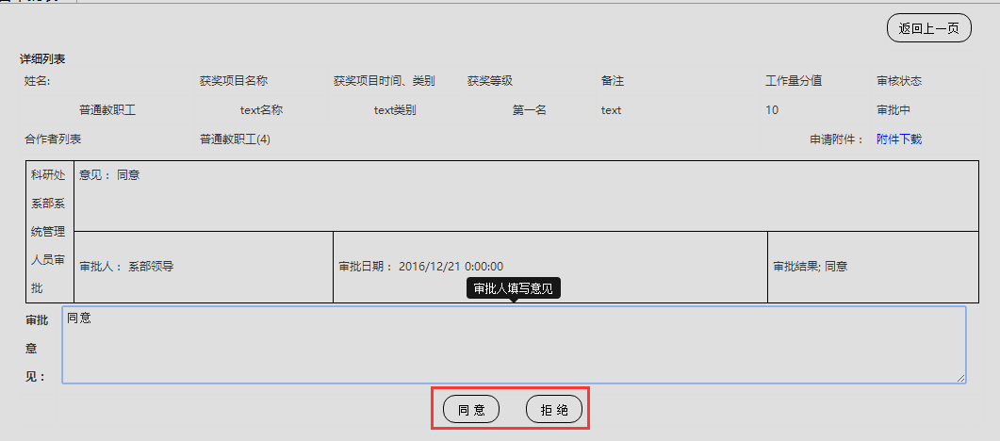 返回上一页
详细列表
姓名: 获奖项目名称 获奖项目时间、类别 获奖等级 备注 工作量分值 审核状态
普通教职工 text名称 text类别 第一名 text 10 审批中
合作者列表 普通教职工(4) 申请附件： 附件下载
科研处
系部系
统管理
人员审
批
意见： 同意
审批人： 系部领导 审批日期： 2016/12/21 0:00:00 审批结果; 同意
审批人填写意见
审批
意
见：
同意
同 意 拒 绝